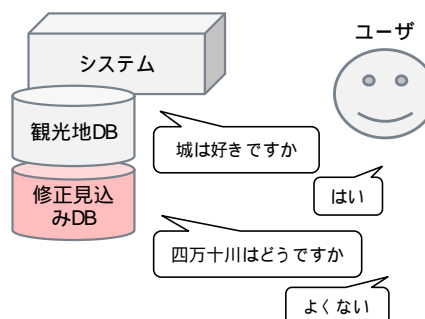 ユーザ
システム
観光地DB
城は好きですか
はい
修正見込
みDB
四万十川はどうですか
よくない